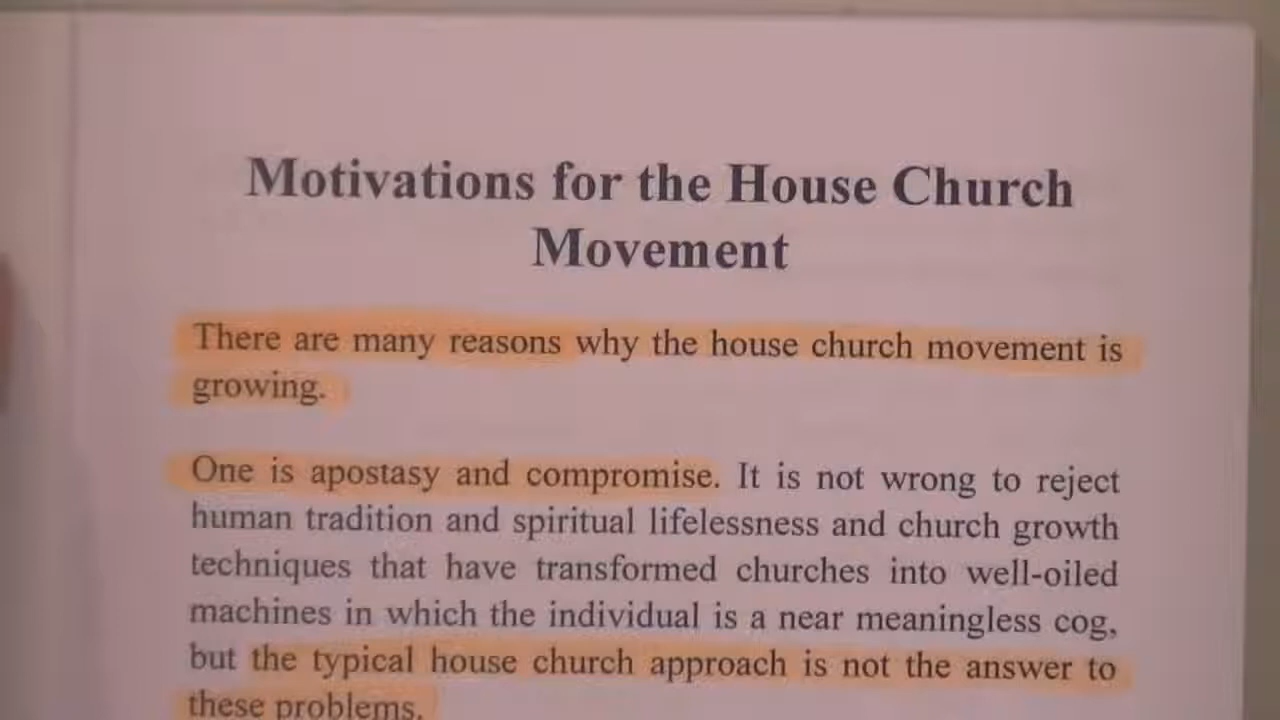 Motivations for the House Church
Movement
There are many reasons why the house church movement is
growing.
One is apostasy and compromise. It is not wrong to reject
human tradition and spiritual lifelessness and church growth
techniques that have transformed churches into well-oiled
machines in which the individual is a near meaningless cog,
but the typical house church approach is not the answer to
these problems.